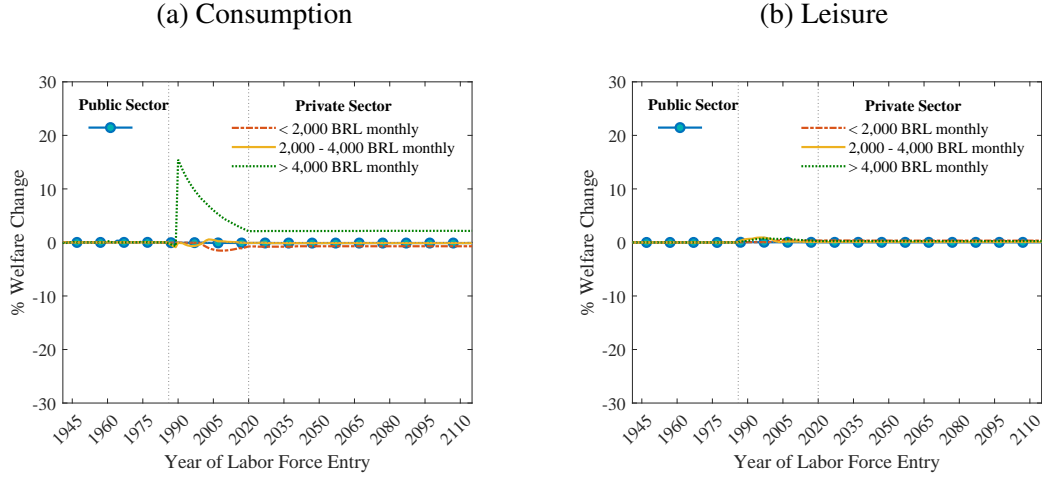 (a) Consumption
30
20
10
0
-10
-20
-30
% Welfare Change
Public Sector
Private Sector
< 2,000 BRL monthly
2,000 - 4,000 BRL monthly
> 4,000 BRL monthly
1945 1960 1975 1990 2005 2020 2035 2050 2065 2080 2095 2110
Year of Labor Force Entry
(b) Leisure
30
20
10
0
-10
-20
-30
% Welfare Change
Public Sector
Private Sector
< 2,000 BRL monthly
2,000 - 4,000 BRL monthly
> 4,000 BRL monthly
1945 1960 1975 1990 2005 2020 2035 2050 2065 2080 2095 2110
Year of Labor Force Entry